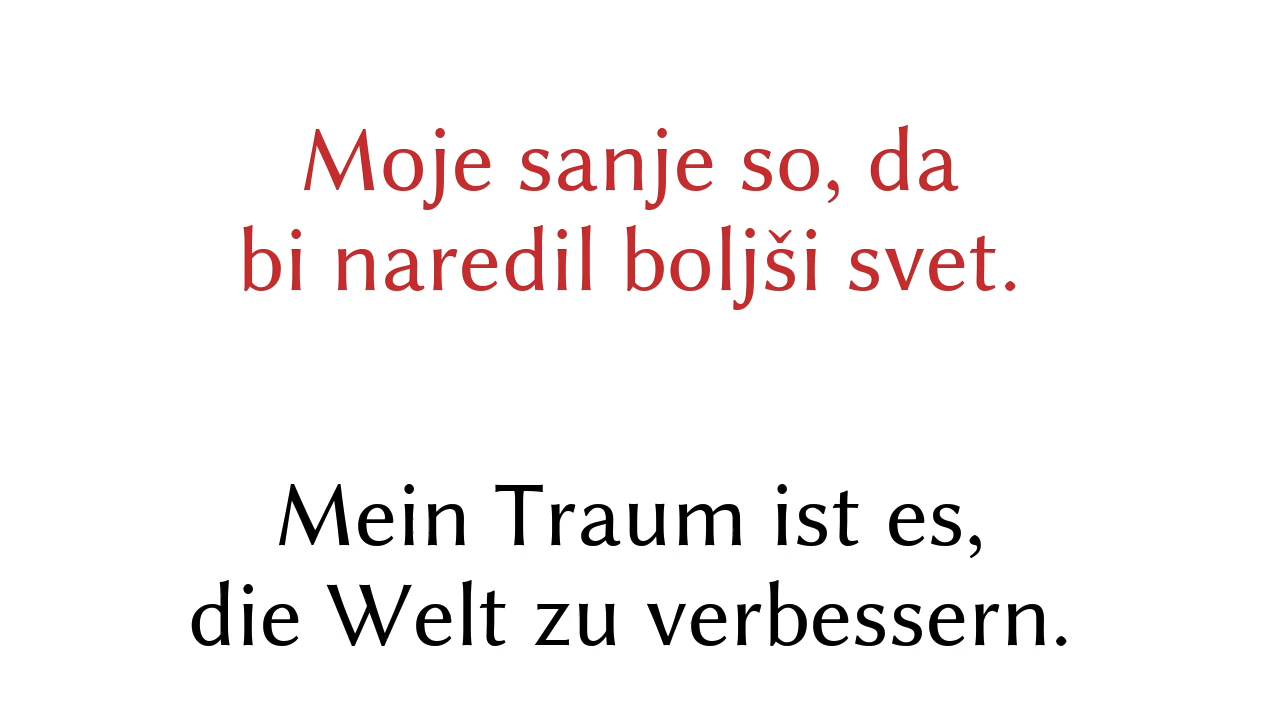 Moje sanje so, da
bi naredil boljši svet.
Mein Traum ist es,
die Welt zu verbessern.